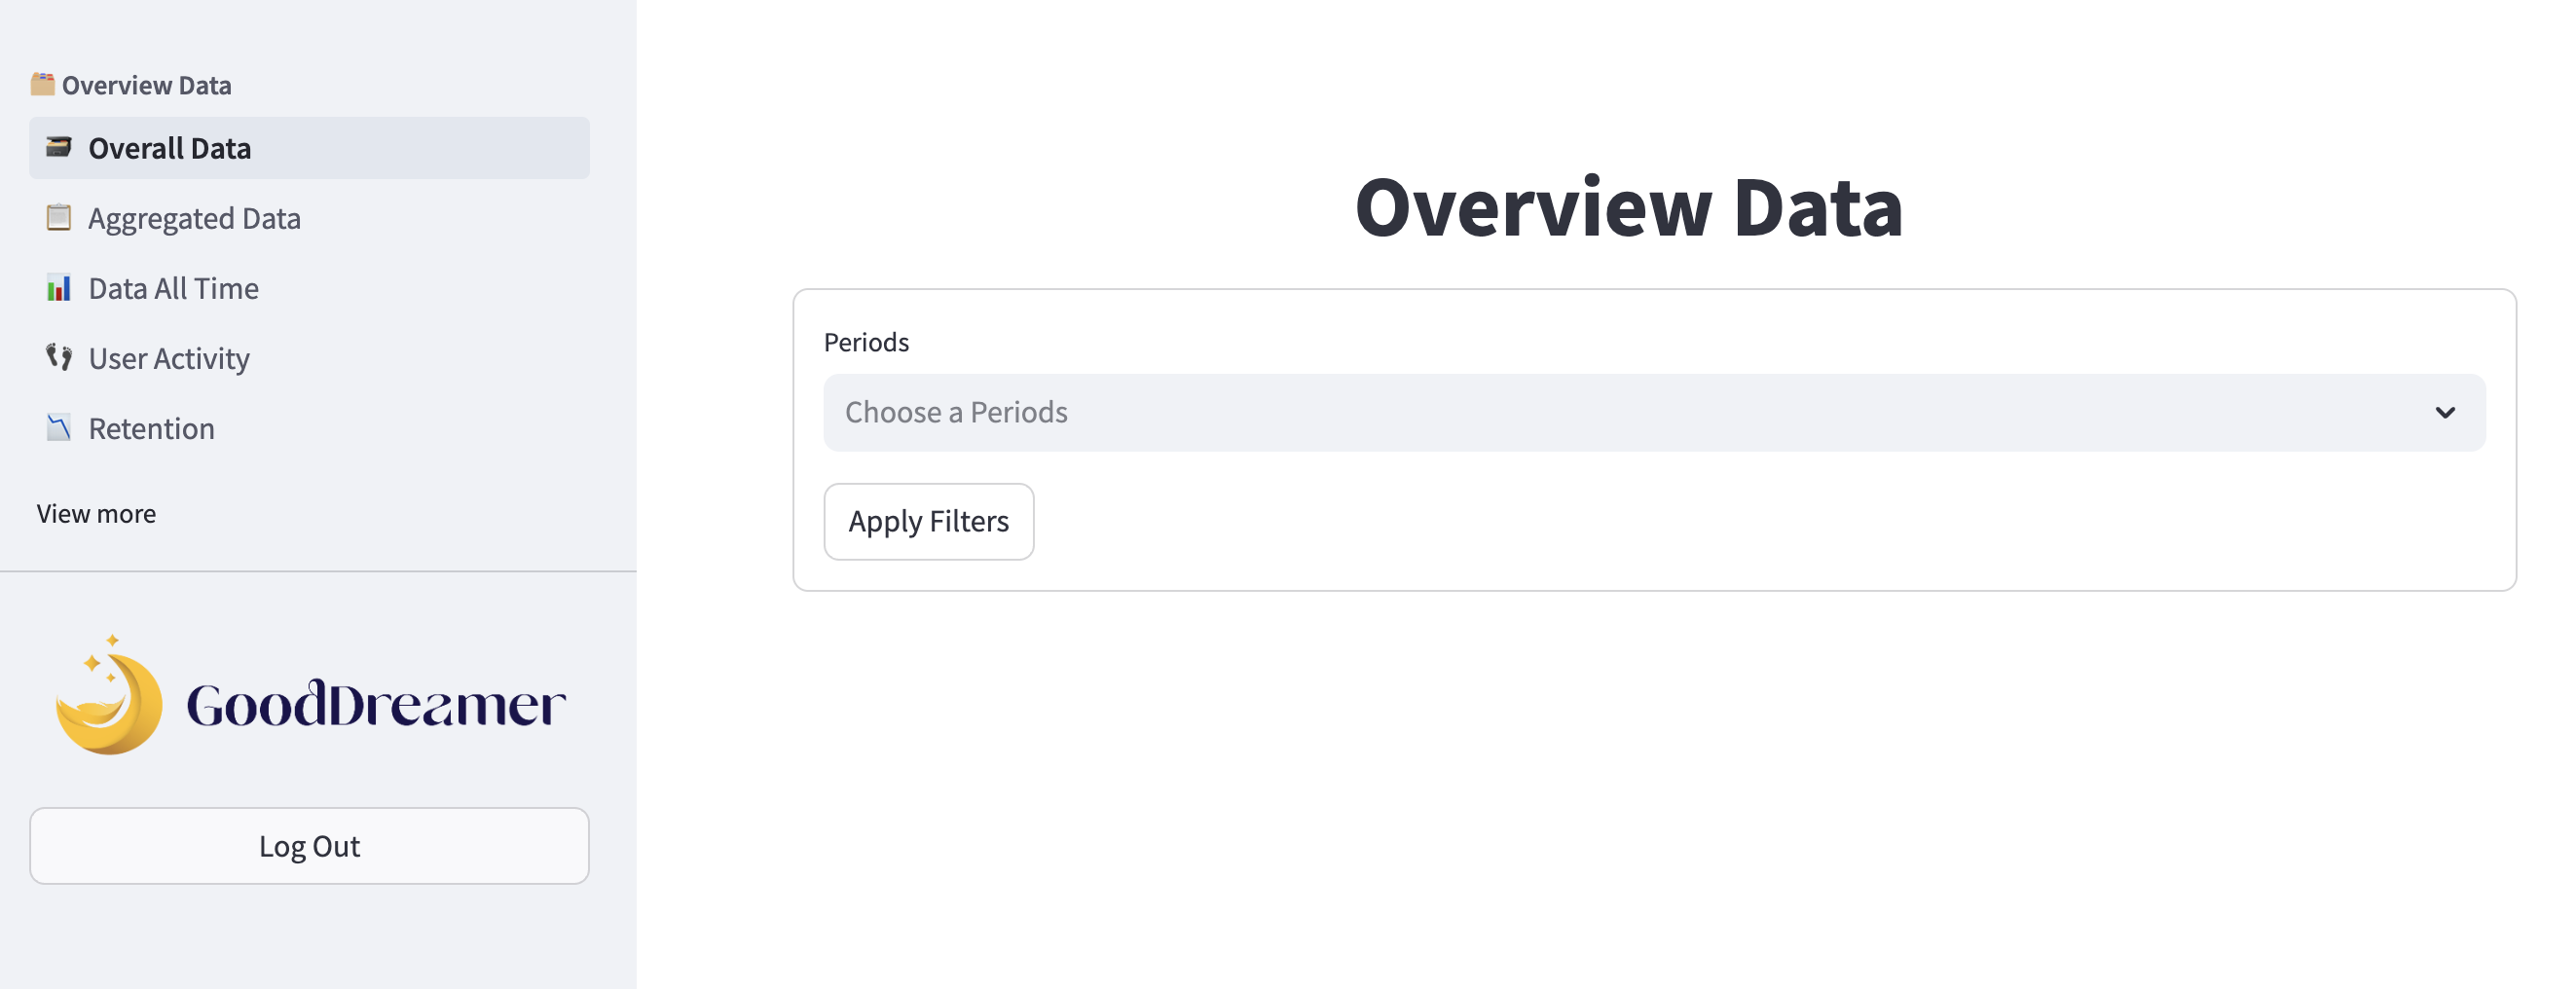 Overview Data
Overall Data
Aggregated Data
Data All Time
User Activity
Retention
View more
GoodDreamer
Log Out
Overview Data
Periods
Choose a Periods
Apply Filters